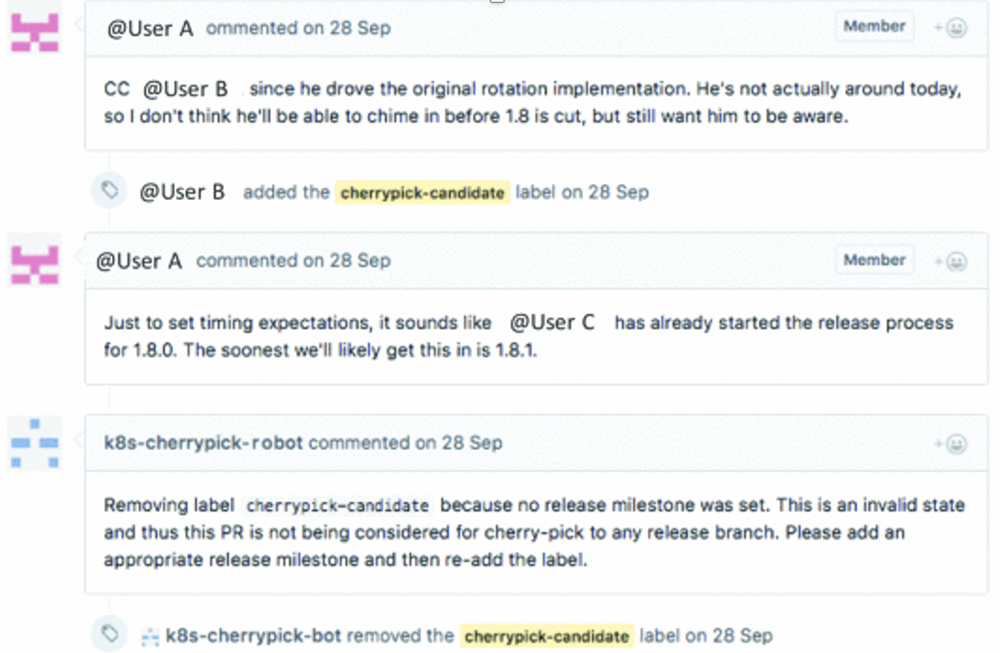 @User A ommented on 28 Sep Member +
CC @User B since he drove the original rotation implementation. He's not actually around today,
so I don't think he'll be able to chime in before 1.8 is cut, but still want him to be aware.
@User B added the cherrypick-candidate label on 28 Sep
@User A commented on 28 Sep Member +
Just to set timing expectations, it sounds like @User C has already started the release process
for 1.8.0. The soonest we'll likely get this in is 1.8.1.
k8s-cherrypick-robot commented on 28 Sep +
Removing label cherrypick-candidate because no release milestone was set. This is an invalid state
and thus this PR is not being considered for cherry-pick to any release branch. Please add an
appropriate release milestone and then re-add the label.
k8s-cherrypick-bot removed the cherrypick-candidate label on 28 Sep